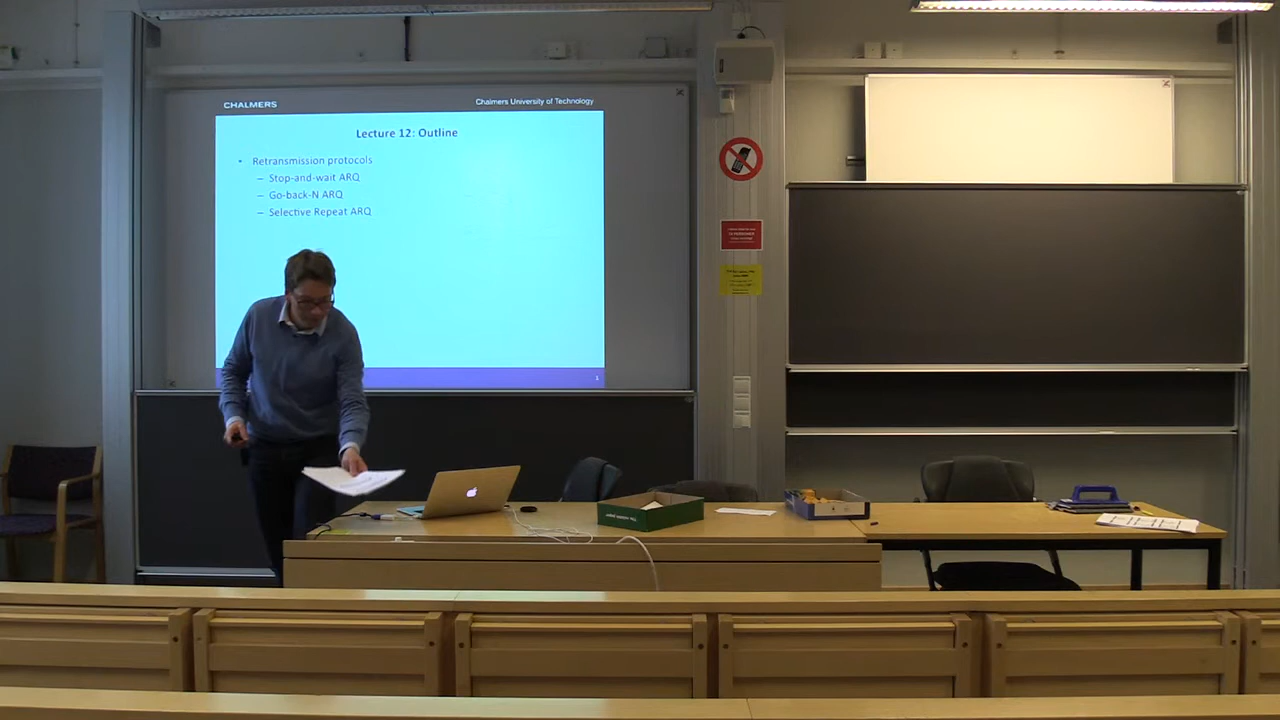 CHALMERS
Chalmers University of Technology
Lecture 12: Outline
• Retransmission protocols
– Stop-and-wait ARQ
– Go-back-N ARQ
– Selective Repeat ARQ
1